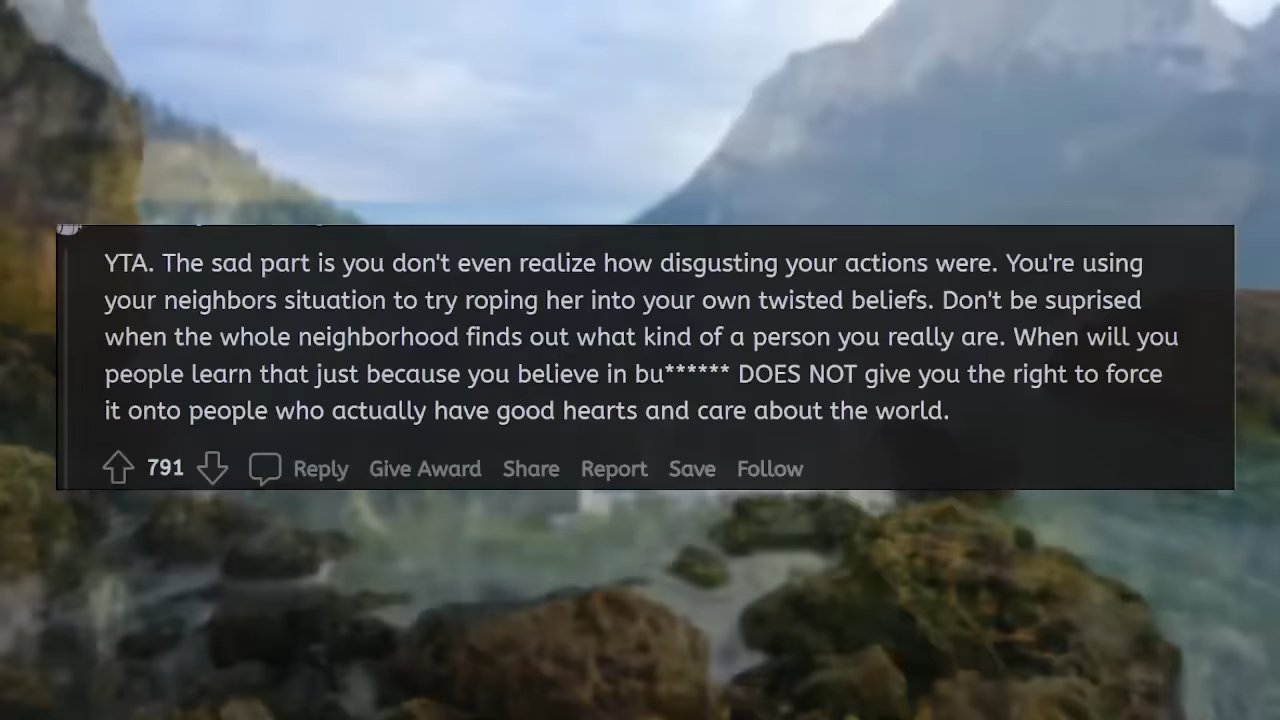 YTA. The sad part is you don't even realize how disgusting your actions were. You're using
your neighbors situation to try roping her into your own twisted beliefs. Don't be suprised
when the whole neighborhood finds out what kind of a person you really are. When will you
people learn that just because you believe in bu****** DOES NOT give you the right to force
it onto people who actually have good hearts and care about the world.
791 Reply Give Award Share Report Save Follow